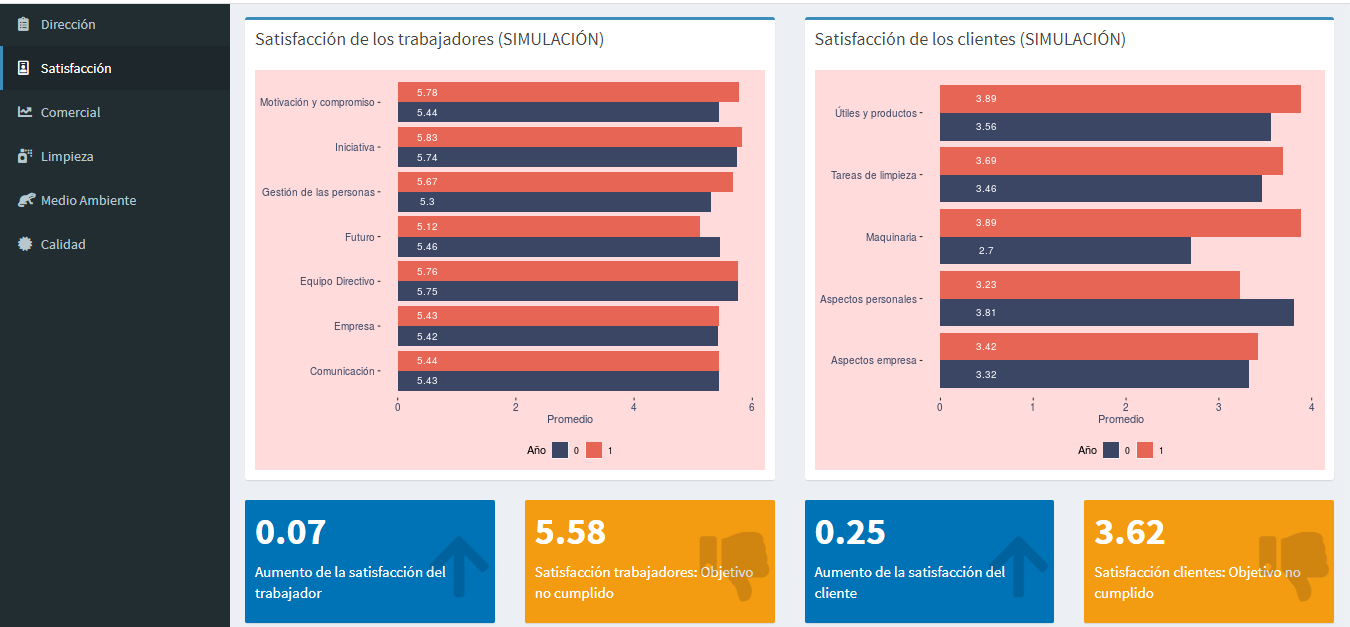 Dirección
Satisfacción
Comercial
Limpieza
Medio Ambiente
Calidad
Satisfacción de los trabajadores (SIMULACIÓN)
Motivación y compromiso
5.78
5.44
Iniciativa
5.83
5.74
Gestión de las personas
5.67
5.3
Futuro
5.12
5.46
Equipo Directivo
5.76
5.75
Empresa
5.43
5.42
Comunicación
5.44
5.43
0 2 4 6
Promedio
Año 0 1
Satisfacción de los clientes (SIMULACIÓN)
Útiles y productos
3.89
3.56
Tareas de limpieza
3.69
3.46
Maquinaria
3.89
2.7
Aspectos personales
3.23
3.81
Aspectos empresa
3.42
3.32
0 1 2 3 4
Promedio
Año 0 1
0.07
Aumento de la satisfacción del
trabajador
5.58
Satisfacción trabajadores: Objetivo
no cumplido
0.25
Aumento de la satisfacción del
cliente
3.62
Satisfacción clientes: Objetivo no
cumplido